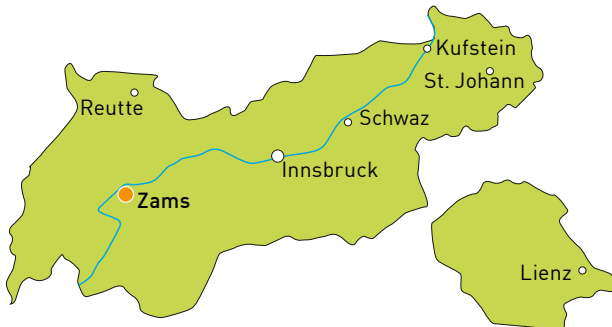 Kufstein
St. Johann
Reutte
Schwaz
Innsbruck
Zams
Lienz